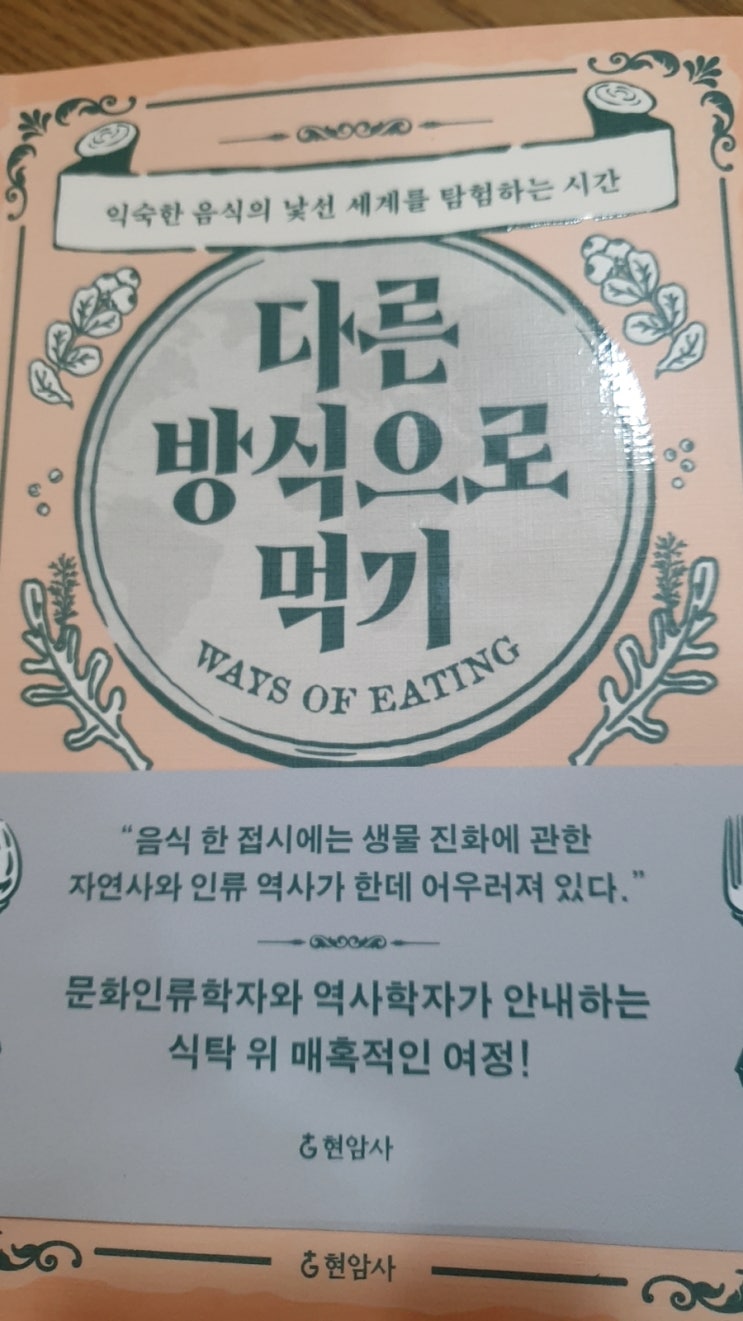 익숙한 음식의 낯선 세계를 탐험하는 시간
다른
방식으로
먹기
WAYS OF EATING
“음식 한 접시에는 생물 진화에 관한
자연사와 인류 역사가 한데 어우러져 있다.”
문화인류학자와 역사학자가 안내하는
식탁 위 매혹적인 여정!
현암사
현암사